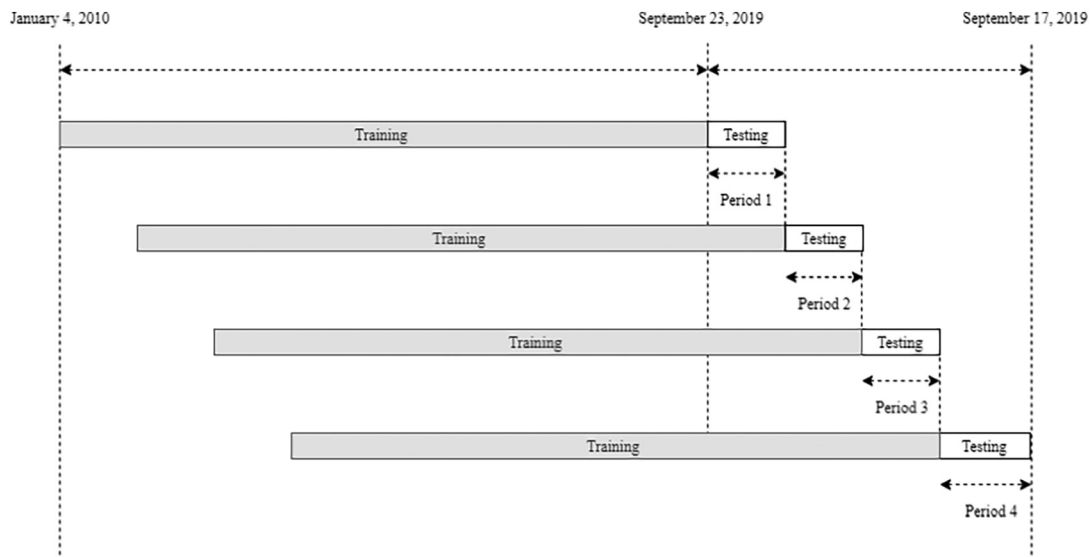 January 4, 2010
September 23, 2019
September 17, 2019
Training
Testing
Period 1
Training
Testing
Period 2
Training
Testing
Period 3
Training
Testing
Period 4